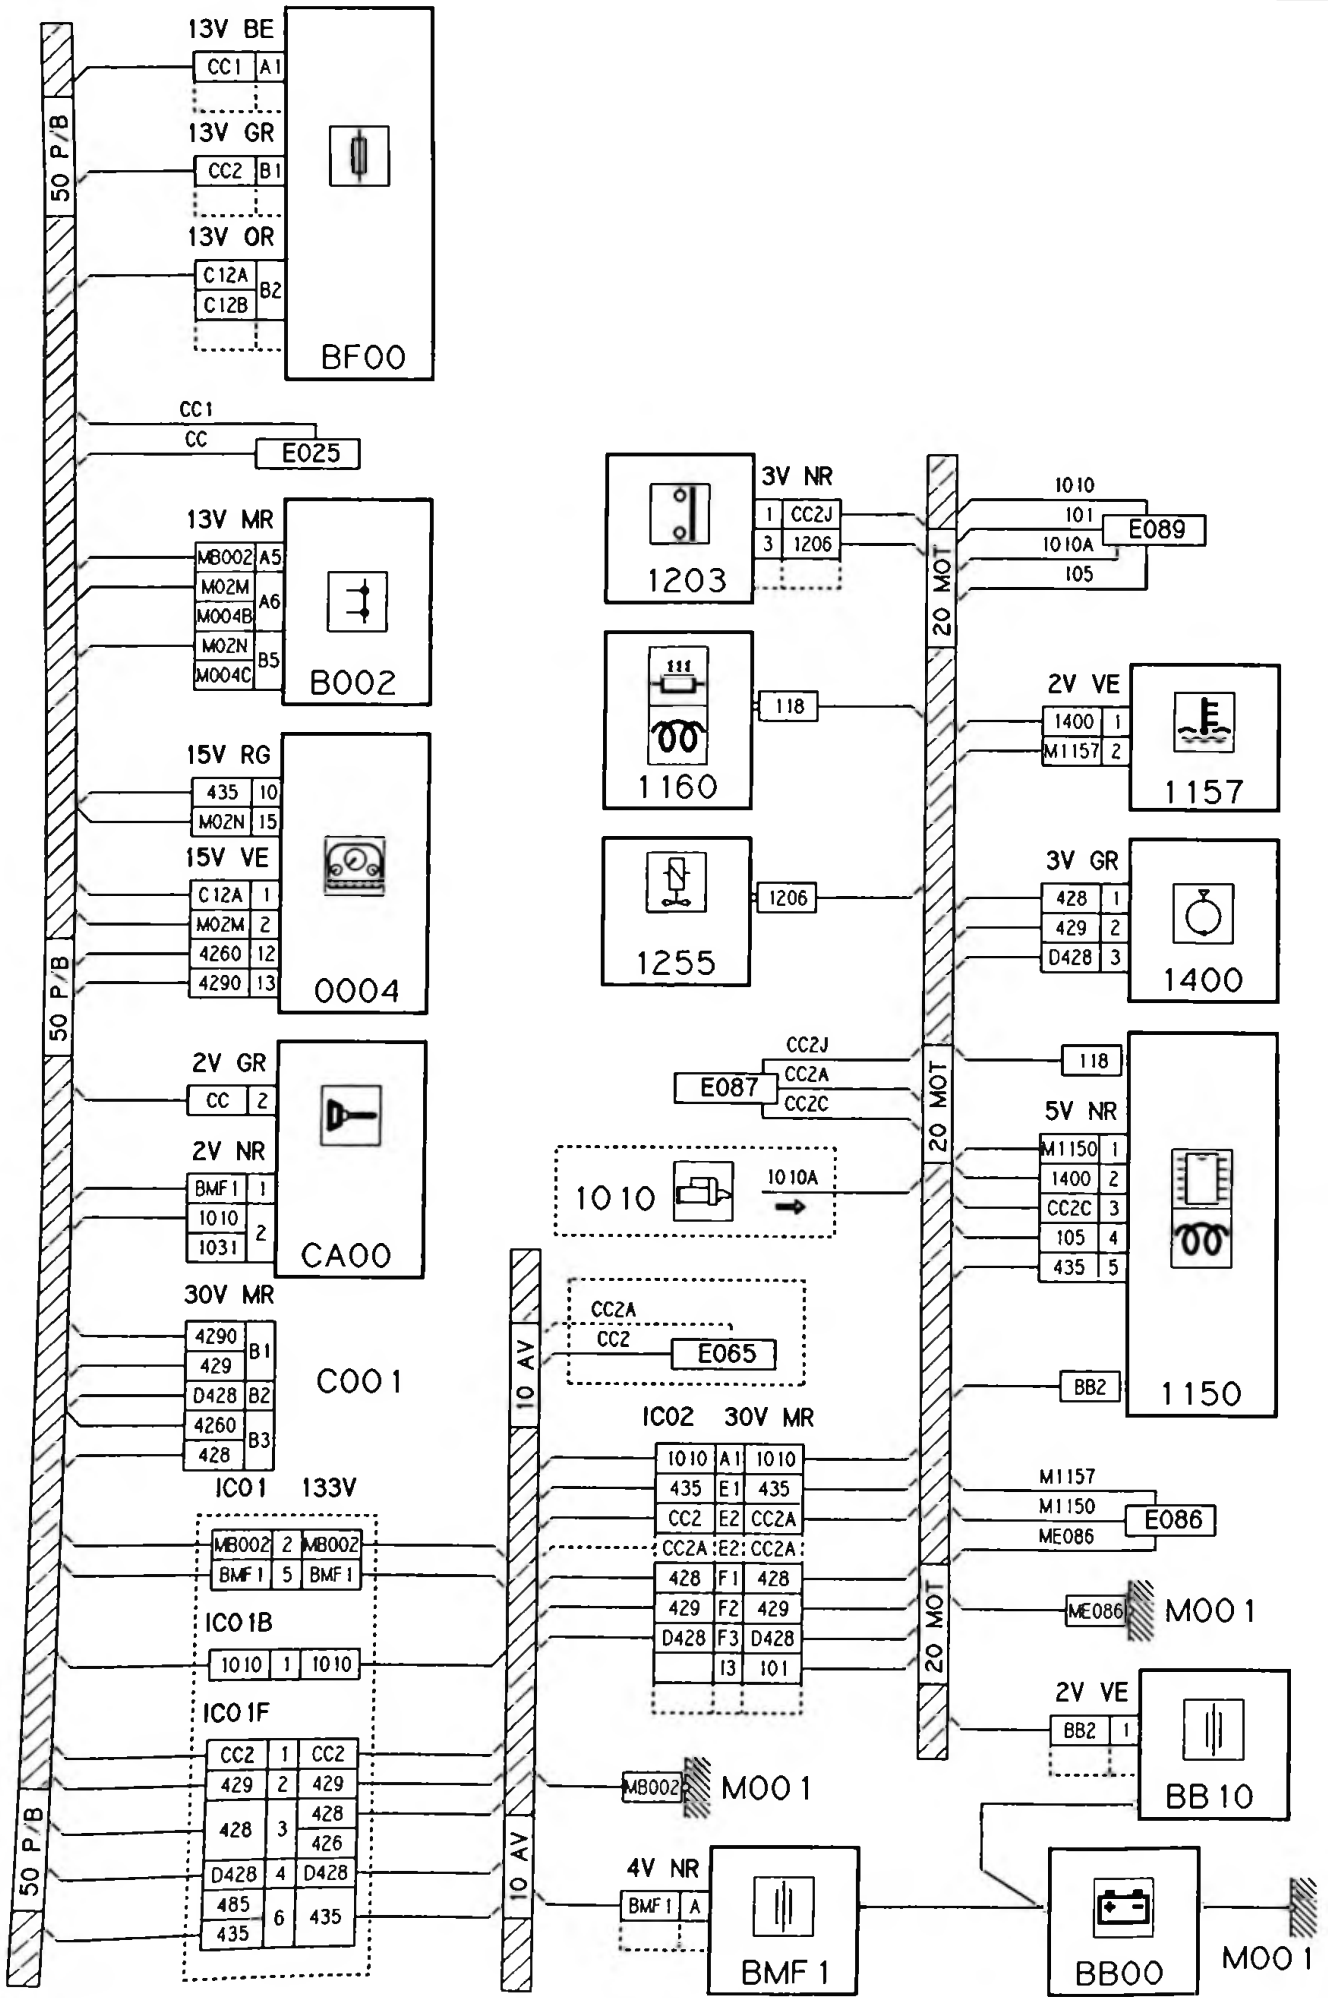 13V BE
CC1 A1
13V GR
CC2 B1
13V OR
C12A
B2
C12B
BF00
50 P/B
CC1
CC
E025
13V MR
MB002 A5
M02M
A6
M004B
M02N
B5
M004C
B002
15V RG
435 10
M02N 15
15V VE
C12A 1
M02M 2
4260 12
4290 13
0004
50 P/B
2V GR
CC 2
2V NR
BMF1 1
1010
2
1031
CA00
30V MR
4290
B1
429
D428 B2
4260
B3
428
C001
IC01 133V
MB002 2 MB002
BMF1 5 BMF1
IC01B
1010 1 1010
IC01F
CC2 1 CC2
429 2 429
428 3 428
426
D428 4 D428
485
6 435
435
50 P/B
3V NR
1 CC2J
3 1206
1203
118
1160
1206
1255
CC2J
CC2A
CC2C
E087
1010
1010A
10 AV
CC2A
CC2
E065
IC02 30V MR
1010 A1 1010
435 E1 435
CC2 E2 CC2A
CC2A E2 CC2A
428 F1 428
429 F2 429
D428 F3 D428
I3 101
MB002
M001
10 AV
4V NR
BMF1 A
BMF1
20 MOT
1010
101
1010A
105
E089
2V VE
1400 1
M1157 2
1157
3V GR
428 1
429 2
D428 3
1400
20 MOT
118
5V NR
M1150 1
1400 2
CC2C 3
105 4
435 5
BB2
1150
M1157
M1150
ME086
E086
20 MOT
ME086
M001
2V VE
BB2 1
BB10
BB00
M001